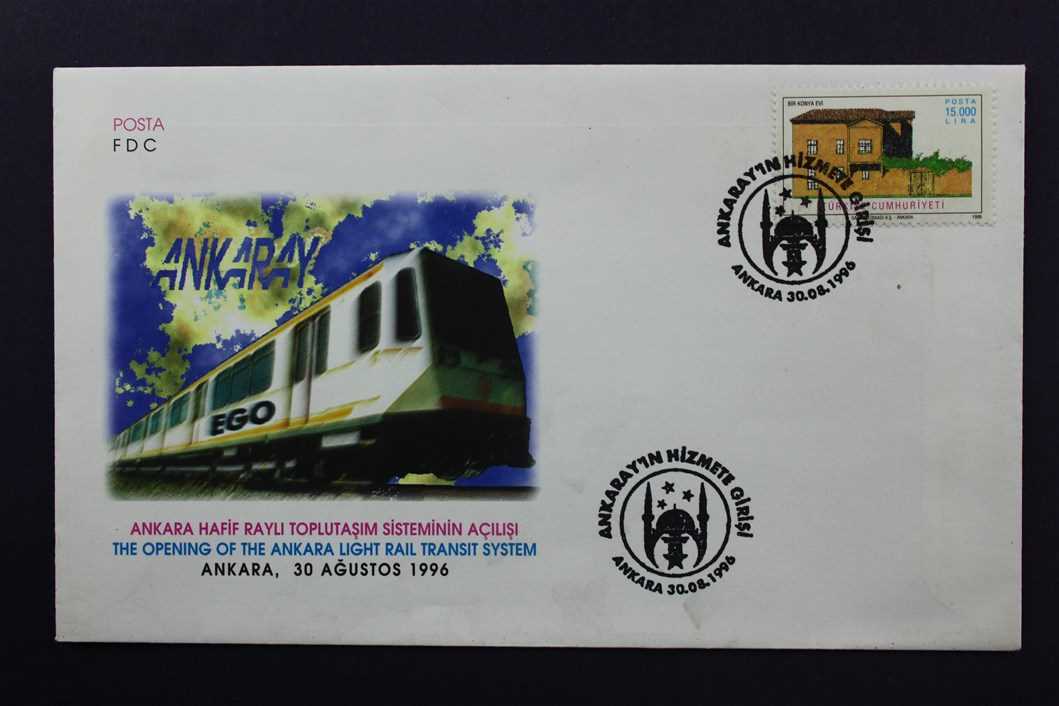 POSTA
FDC
BİR KONYA EVİ
POSTA
15.000
LİRA
TÜRKİYE CUMHURİYETİ
1996
ANKARAY'IN HİZMETE GİRİŞİ
ANKARA 30.08.1996
ANKARAY
EGO
ANKARA HAFİF RAYLI TOPLUTAŞIM SİSTEMİNİN AÇILIŞI
THE OPENING OF THE ANKARA LIGHT RAIL TRANSIT SYSTEM
ANKARA, 30 AĞUSTOS 1996
ANKARAY'IN HİZMETE GİRİŞİ
ANKARA 30.08.1996